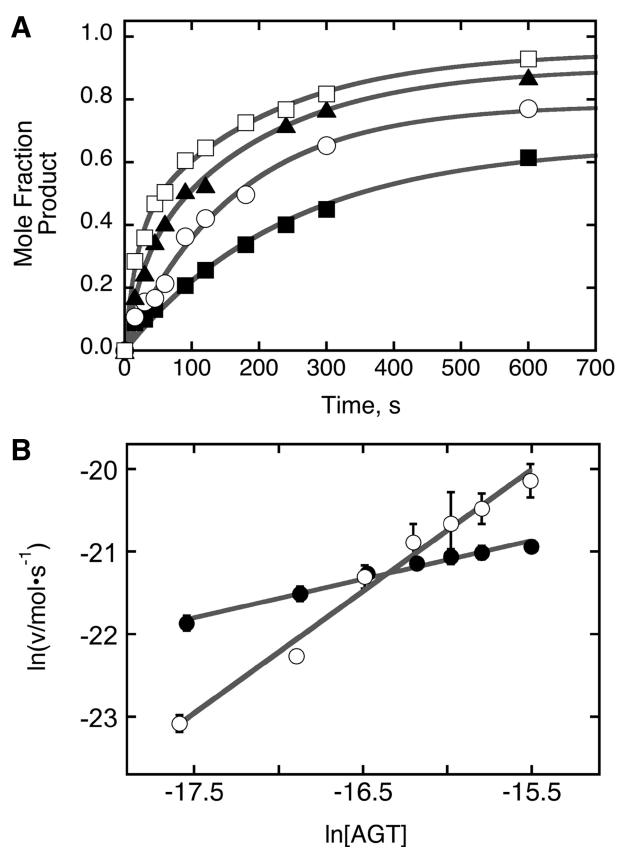 A
1.0
0.8
0.6
0.4
0.2
0.0
Mole Fraction
Product
0 100 200 300 400 500 600 700
Time, s
B
-20
-21
-22
-23
ln(v/mol•s⁻¹)
-17.5 -16.5 -15.5
ln[AGT]